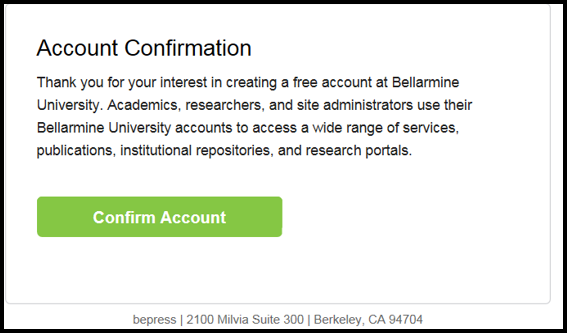 Account Confirmation
Thank you for your interest in creating a free account at Bellarmine
University. Academics, researchers, and site administrators use their
Bellarmine University accounts to access a wide range of services,
publications, institutional repositories, and research portals.
Confirm Account
bepress | 2100 Milvia Suite 300 | Berkeley, CA 94704